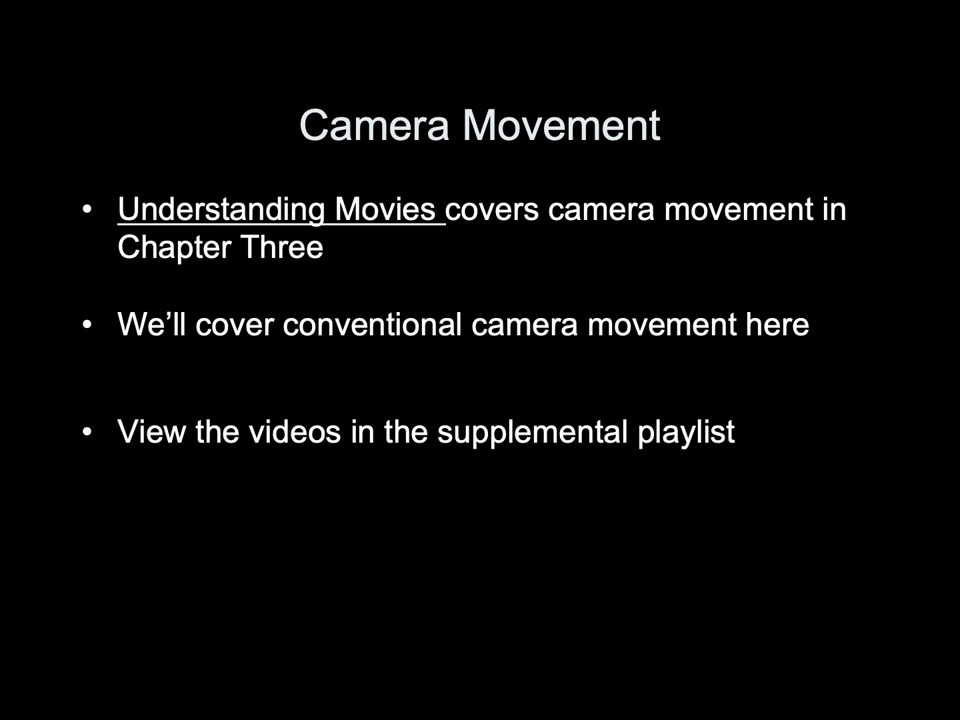 Camera Movement
• Understanding Movies covers camera movement in
Chapter Three
• We’ll cover conventional camera movement here
• View the videos in the supplemental playlist